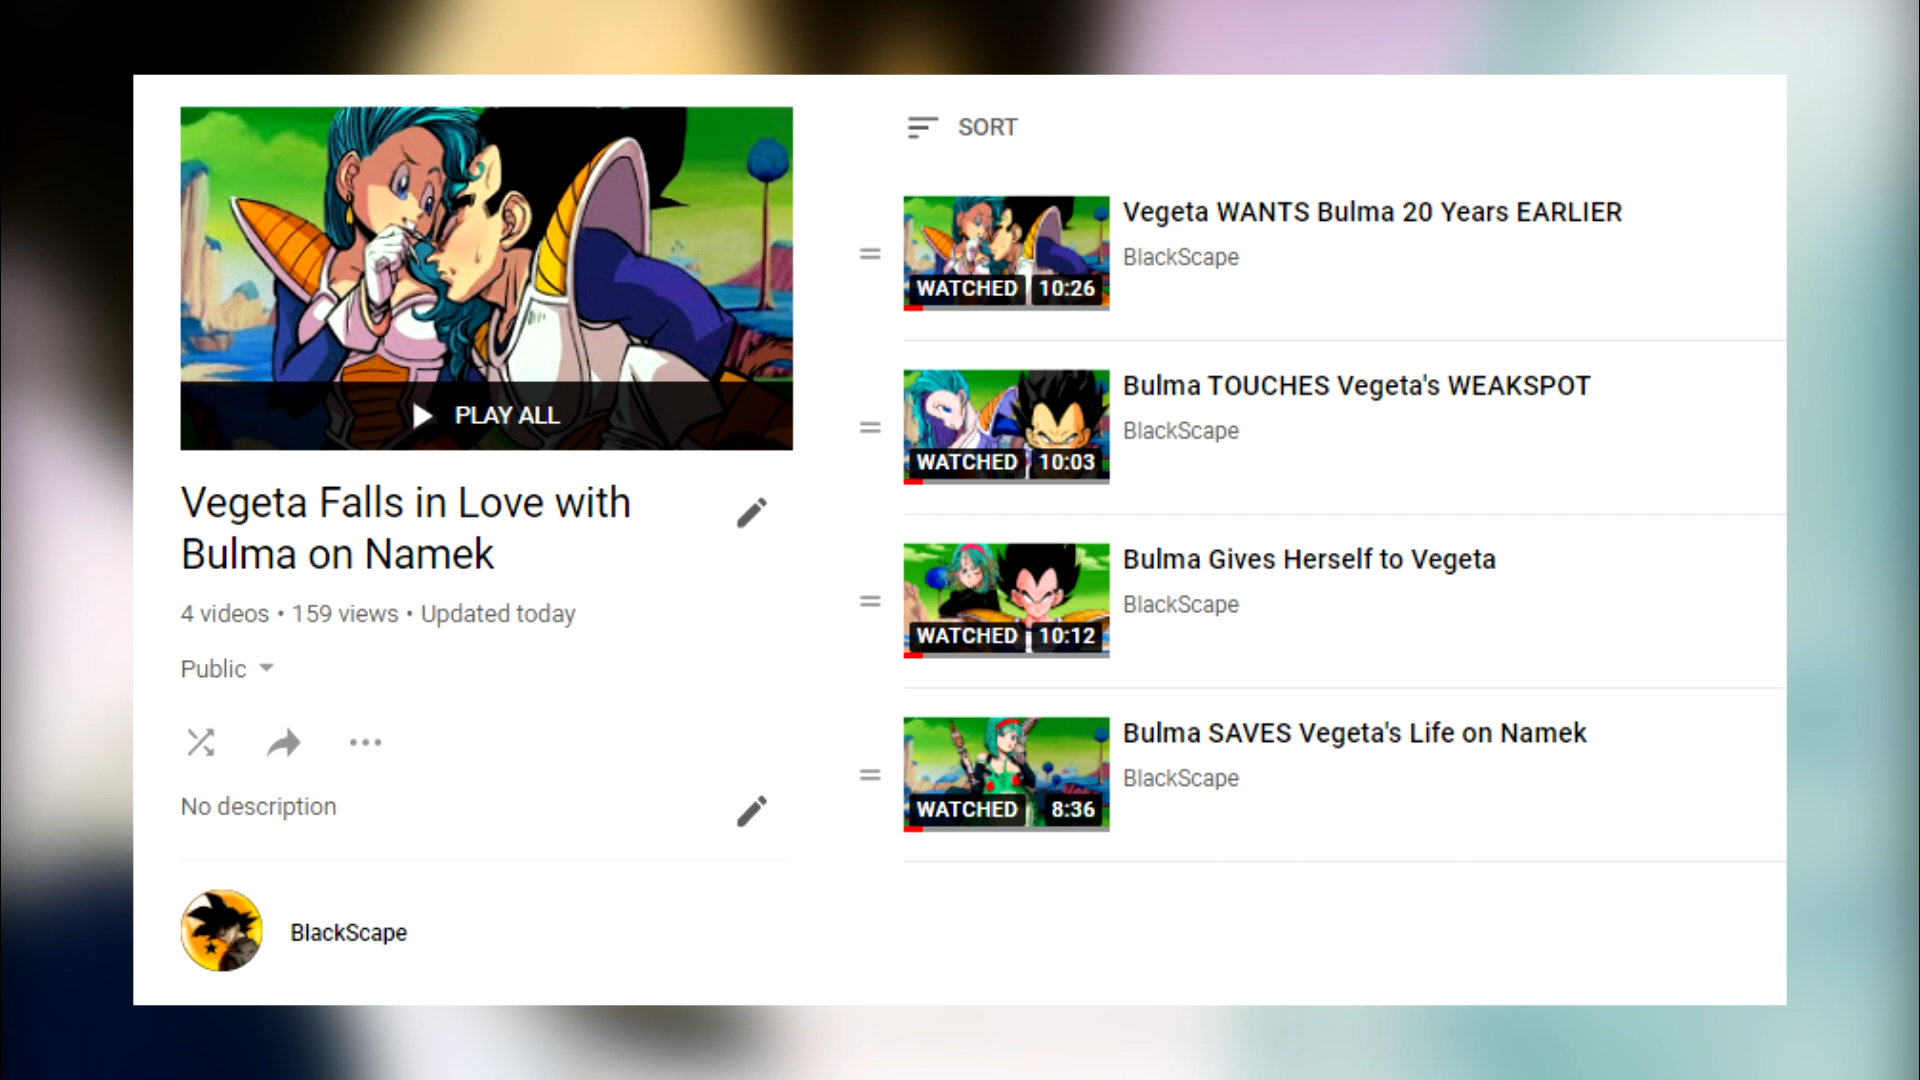 PLAY ALL
Vegeta Falls in Love with
Bulma on Namek
4 videos • 159 views • Updated today
Public
No description
BlackScape
SORT
Vegeta WANTS Bulma 20 Years EARLIER
BlackScape
WATCHED 10:26
Bulma TOUCHES Vegeta's WEAKSPOT
BlackScape
WATCHED 10:03
Bulma Gives Herself to Vegeta
BlackScape
WATCHED 10:12
Bulma SAVES Vegeta's Life on Namek
BlackScape
WATCHED 8:36